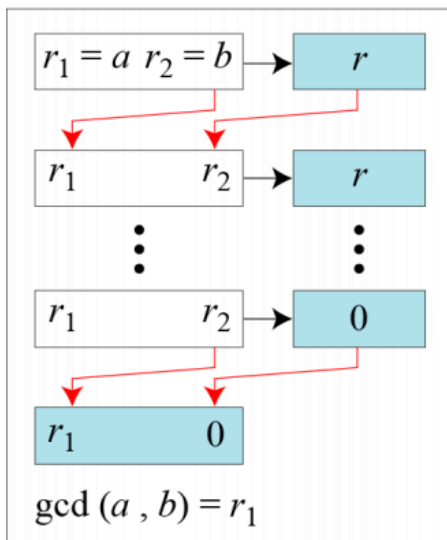 r₁ = a r₂ = b r
r₁ r₂ r
r₁ r₂ 0
r₁ 0
gcd (a , b) = r₁